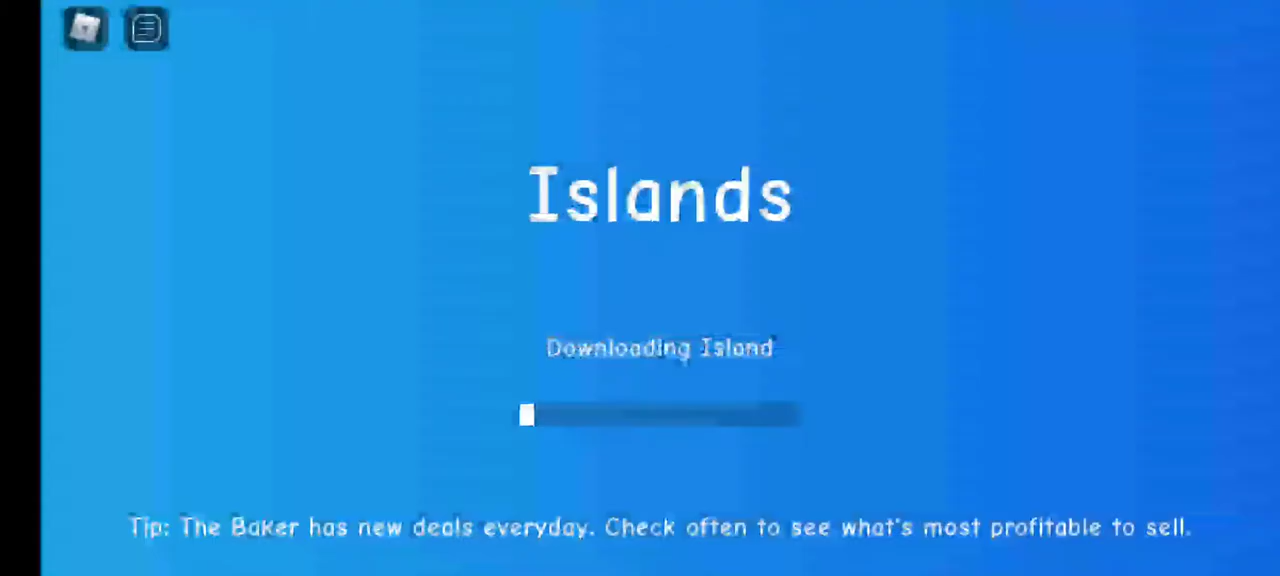 Islands
Downloading Island
Tip: The Baker has new deals everyday. Check often to see what's most profitable to sell.